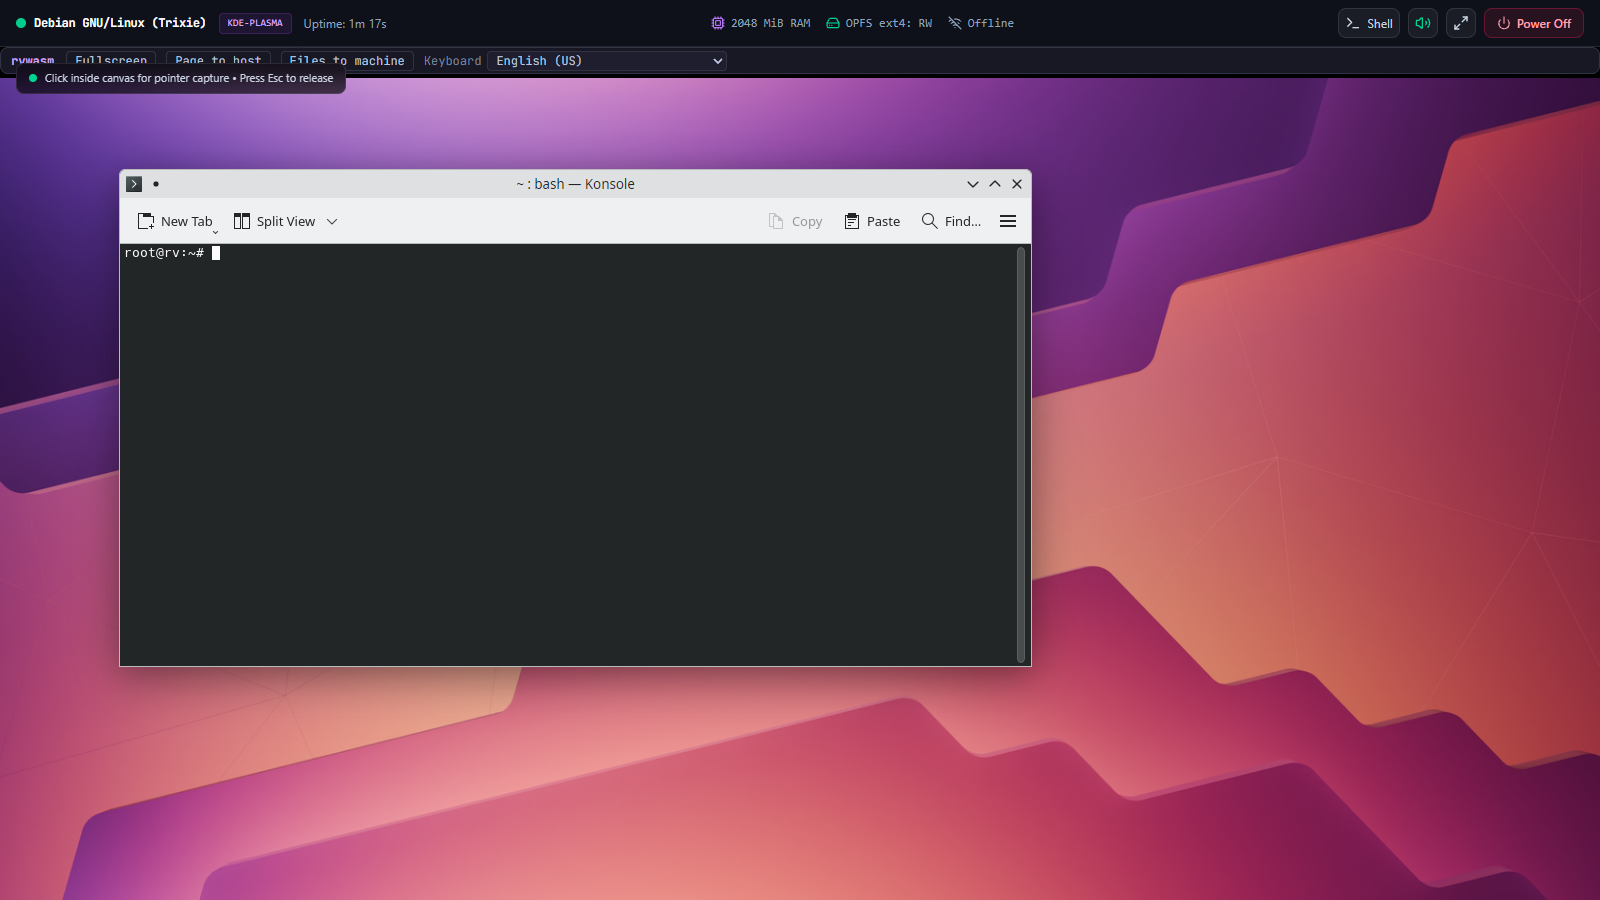 Debian GNU/Linux (Trixie) KDE-PLASMA Uptime: 1m 17s 2048 MiB RAM OPFS ext4: RW Offline Shell Power Off
rvwasm Fullscreen Page to host Files to machine Keyboard English (US)
Click inside canvas for pointer capture • Press Esc to release
~ : bash — Konsole
New Tab Split View Copy Paste Find...
root@rv:~#